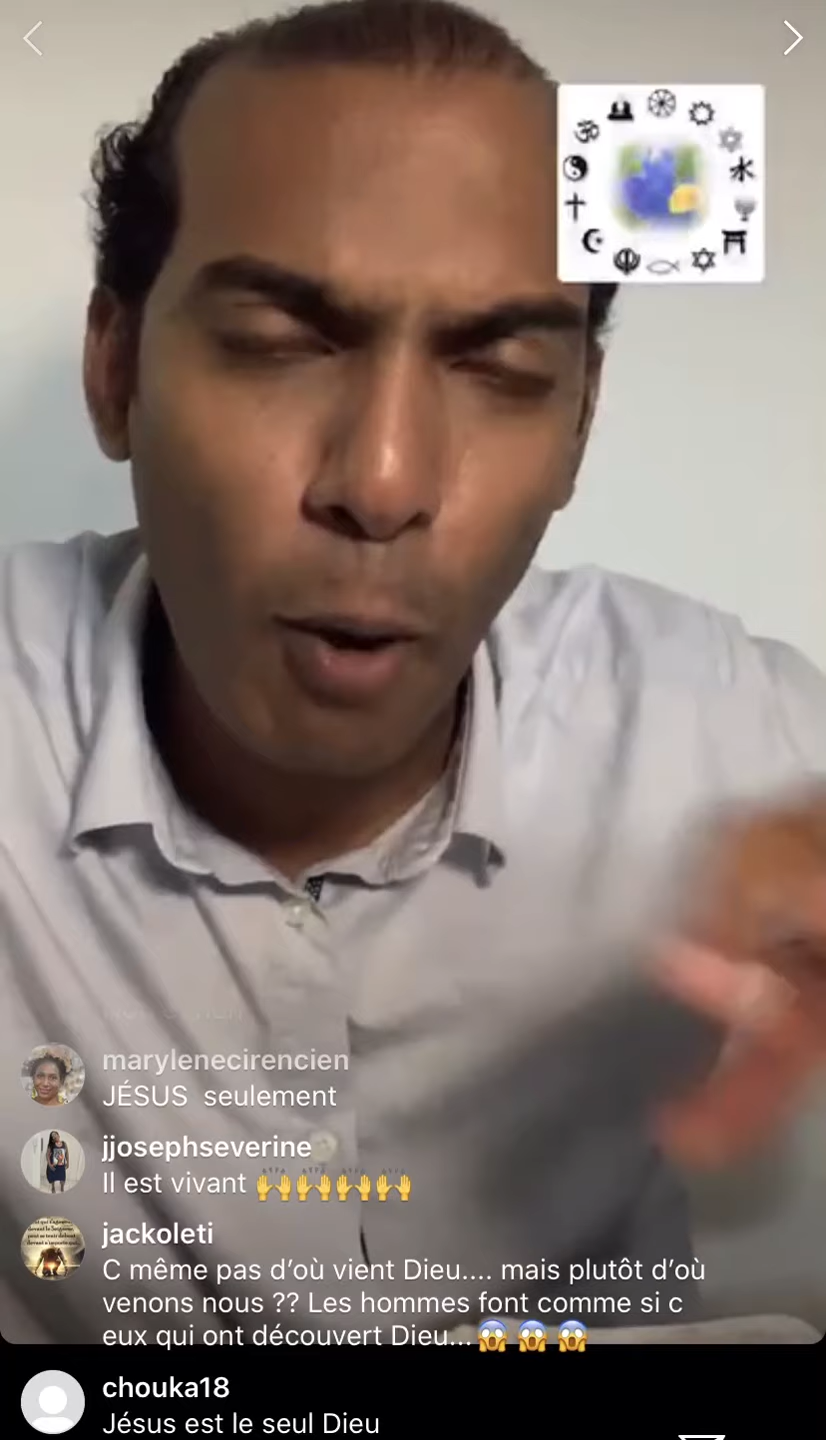 marylenecirencien
JÉSUS seulement
jjosephseverine
Il est vivant 🙌🙌🙌🙌
jackoleti
C même pas d’où vient Dieu.... mais plutôt d’où
venons nous ?? Les hommes font comme si c
eux qui ont découvert Dieu...😱 😱 😱
chouka18
Jésus est le seul Dieu